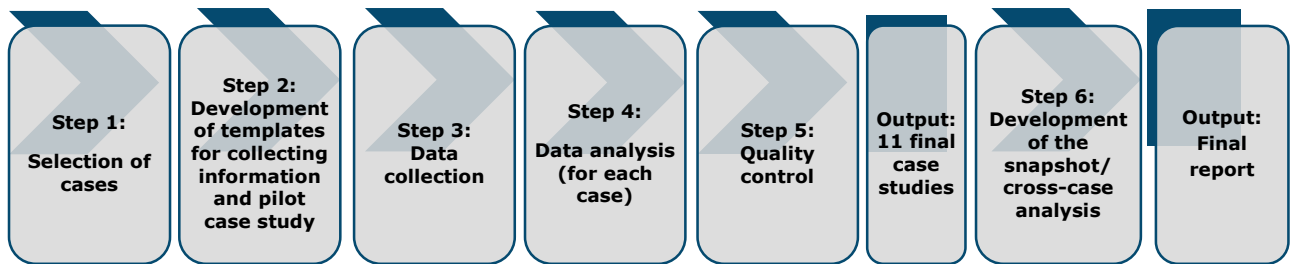 Step 1:
Selection of
cases
Step 2:
Development
of templates
for collecting
information
and pilot
case study
Step 3:
Data
collection
Step 4:
Data analysis
(for each
case)
Step 5:
Quality
control
Output:
11 final
case
studies
Step 6:
Development
of the
snapshot/
cross-case
analysis
Output:
Final
report